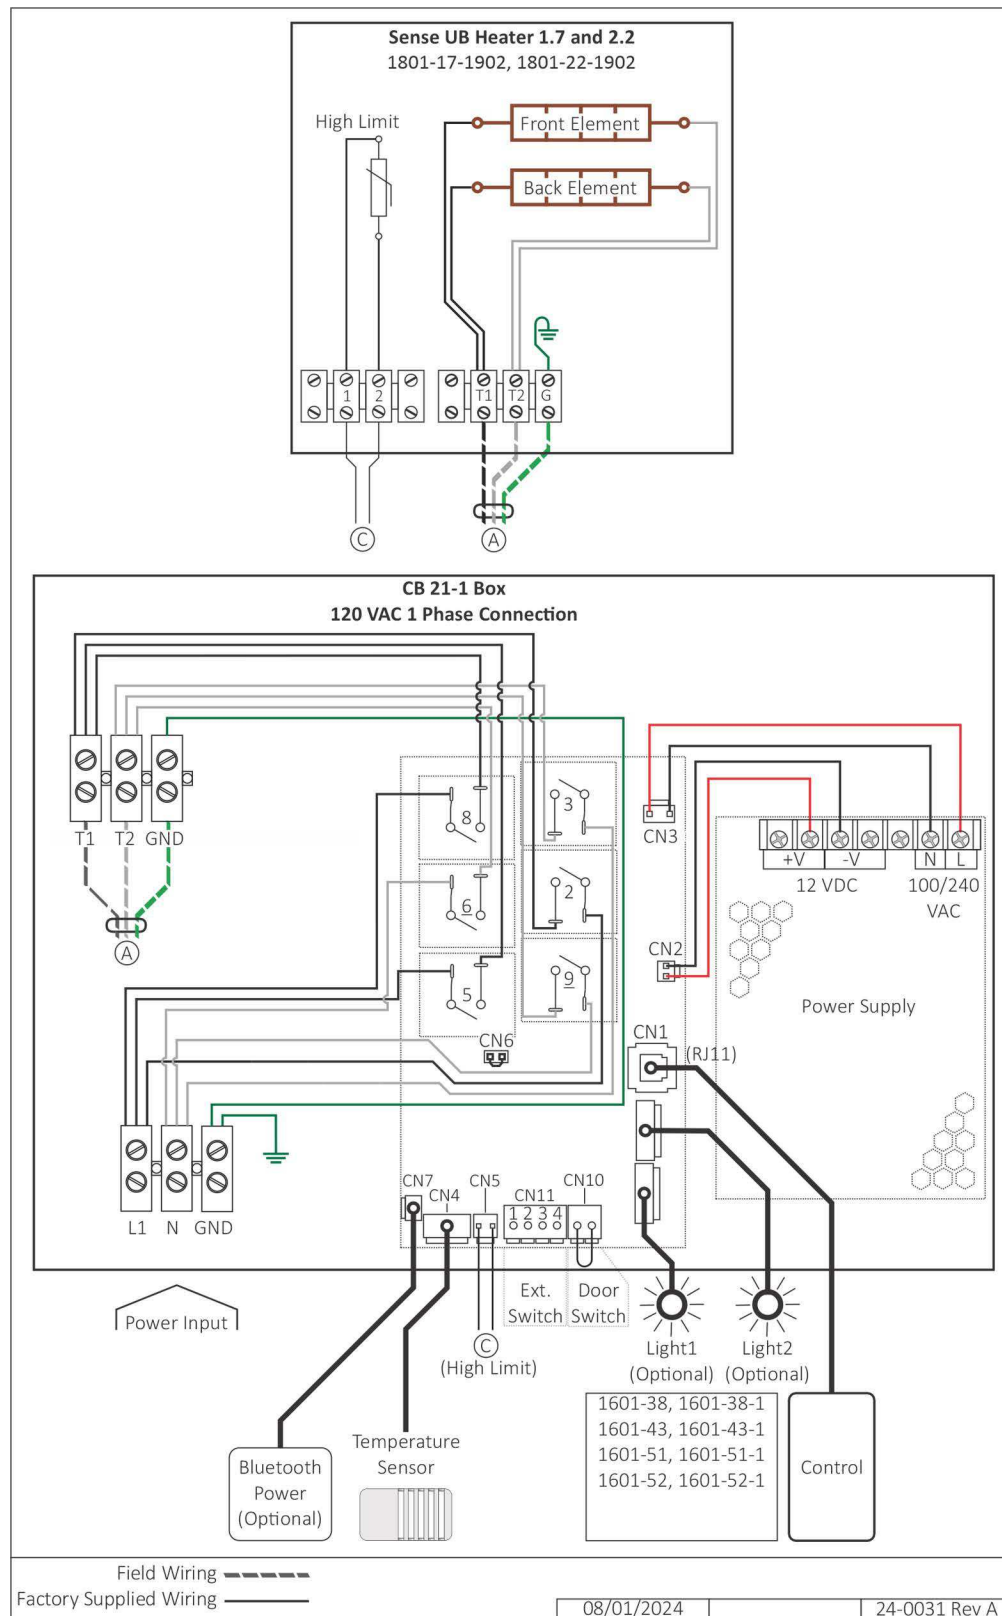 Sense UB Heater 1.7 and 2.2
1801-17-1902, 1801-22-1902
High Limit
Front Element
Back Element
1
2
T1
T2
G
C
A
CB 21-1 Box
120 VAC 1 Phase Connection
T1
T2
GND
A
8
3
6
2
5
9
CN6
CN3
+V
-V
N
L
12 VDC
100/240
VAC
CN2
Power Supply
CN1
(RJ11)
L1
N
GND
CN7
CN4
CN5
CN11
1 2 3 4
CN10
Power Input
Ext.
Switch
Door
Switch
C
(High Limit)
Light1
(Optional)
Light2
(Optional)
1601-38, 1601-38-1
1601-43, 1601-43-1
1601-51, 1601-51-1
1601-52, 1601-52-1
Control
Bluetooth
Power
(Optional)
Temperature
Sensor
Field Wiring
Factory Supplied Wiring
08/01/2024
24-0031 Rev A